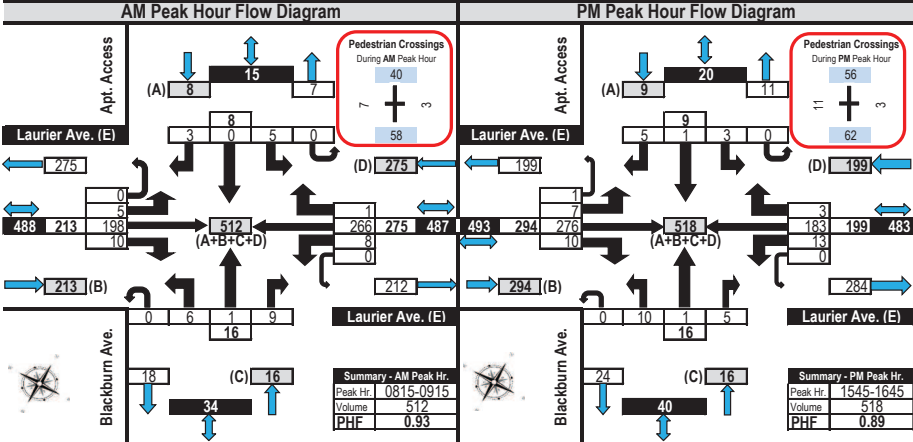 AM Peak Hour Flow Diagram
Apt. Access
15
(A) 8
7
Pedestrian Crossings
During AM Peak Hour
40
7
3
58
8
3 0 5 0
Laurier Ave. (E)
275
(D) 275
0
5
488 213 198
10
512
(A+B+C+D)
1
266 275 487
8
0
213 (B)
212
0 6 1 9
16
Laurier Ave. (E)
Blackburn Ave.
18
(C) 16
34
Summary - AM Peak Hr.
Peak Hr. 0815-0915
Volume 512
PHF 0.93
PM Peak Hour Flow Diagram
Apt. Access
20
(A) 9
11
Pedestrian Crossings
During PM Peak Hour
56
11
3
62
9
5 1 3 0
Laurier Ave. (E)
199
(D) 199
1
7
493 294 276
10
518
(A+B+C+D)
3
183 199 483
13
0
294 (B)
284
0 10 1 5
16
Laurier Ave. (E)
Blackburn Ave.
24
(C) 16
40
Summary - PM Peak Hr.
Peak Hr. 1545-1645
Volume 518
PHF 0.89